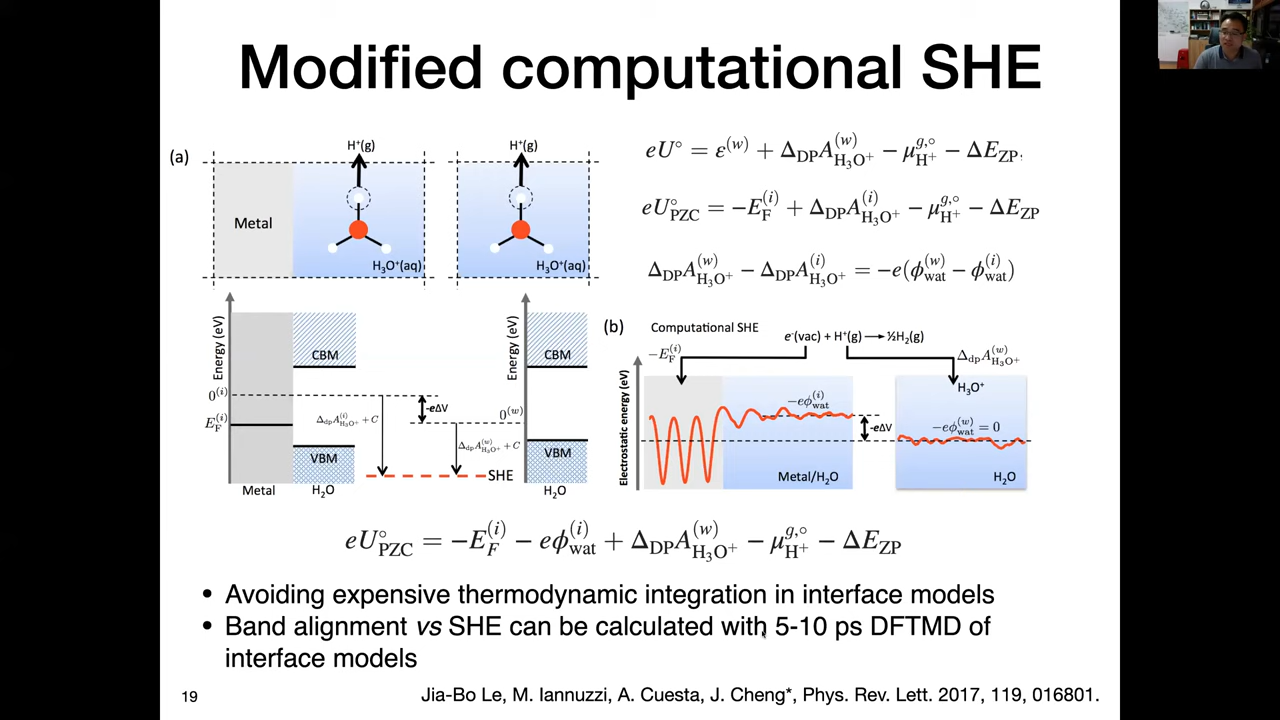 Modified computational SHE
(a)
H⁺(g)
H⁺(g)
Metal
H₃O⁺(aq)
H₃O⁺(aq)
eU° = ε^(w) + Δ_DP A^(w)_H₃O⁺ − μ^g,°_H⁺ − ΔE_ZP,
eU°_PZC = −E_F^(i) + Δ_DP A^(i)_H₃O⁺ − μ^g,°_H⁺ − ΔE_ZP
Δ_DP A^(w)_H₃O⁺ − Δ_DP A^(i)_H₃O⁺ = −e(ϕ^(w)_wat − ϕ^(i)_wat)
Energy (eV)
CBM
0^(i)
E_F^(i)
Δ_dp A^(i)_H₃O⁺ + C
VBM
Metal
H₂O
-eΔV
0^(w)
Δ_dp A^(w)_H₃O⁺ + C
SHE
Energy (eV)
CBM
VBM
H₂O
(b)
Computational SHE
e⁻(vac) + H⁺(g) → ½H₂(g)
−E_F^(i)
Δ_dp A^(w)_H₃O⁺
H₃O⁺
Electrostatic energy (eV)
−eϕ^(i)_wat
-eΔV
−eϕ^(w)_wat = 0
Metal/H₂O
H₂O
eU°_PZC = −E_F^(i) − eϕ^(i)_wat + Δ_DP A^(w)_H₃O⁺ − μ^g,°_H⁺ − ΔE_ZP
• Avoiding expensive thermodynamic integration in interface models
• Band alignment vs SHE can be calculated with 5-10 ps DFTMD of
interface models
19
Jia-Bo Le, M. Iannuzzi, A. Cuesta, J. Cheng*, Phys. Rev. Lett. 2017, 119, 016801.